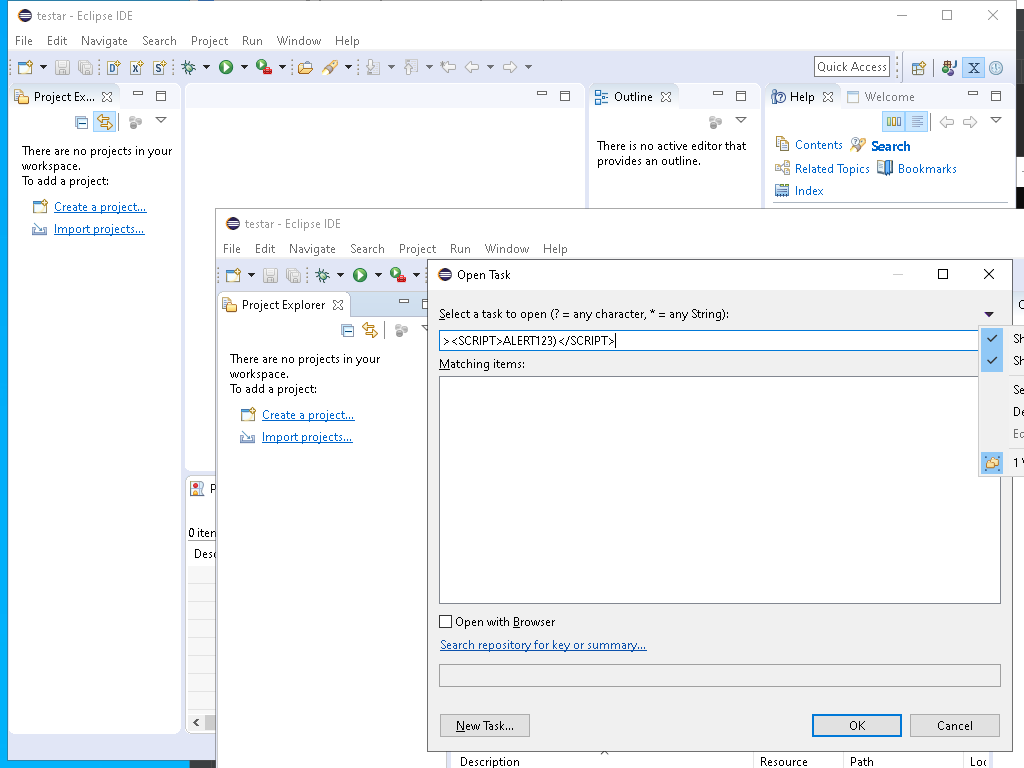 testar - Eclipse IDE
File Edit Navigate Search Project Run Window Help
Quick Access
Project Ex...
Outline
Help
Welcome
There are no projects in your
workspace.
To add a project:
Create a project...
Import projects...
There is no active editor that
provides an outline.
Contents
Search
Related Topics
Bookmarks
Index
testar - Eclipse IDE
File Edit Navigate Search Project Run Window Help
Project Explorer
There are no projects in your
workspace.
To add a project:
Create a project...
Import projects...
Open Task
Select a task to open (? = any character, * = any String):
><SCRIPT>ALERT123)</SCRIPT>
Matching items:
Open with Browser
Search repository for key or summary...
New Task...
OK
Cancel
0 iten
Desc
Description
Resource
Path
Loc
Sh
Sh
Se
De
1